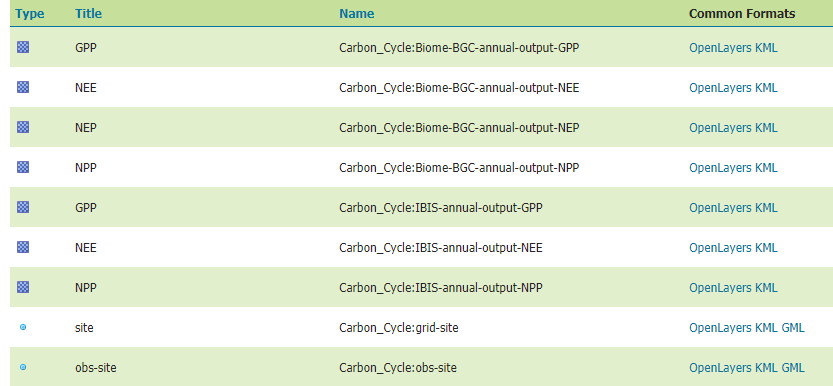 Type Title Name Common Formats
GPP Carbon_Cycle:Biome-BGC-annual-output-GPP OpenLayers KML
NEE Carbon_Cycle:Biome-BGC-annual-output-NEE OpenLayers KML
NEP Carbon_Cycle:Biome-BGC-annual-output-NEP OpenLayers KML
NPP Carbon_Cycle:Biome-BGC-annual-output-NPP OpenLayers KML
GPP Carbon_Cycle:IBIS-annual-output-GPP OpenLayers KML
NEE Carbon_Cycle:IBIS-annual-output-NEE OpenLayers KML
NPP Carbon_Cycle:IBIS-annual-output-NPP OpenLayers KML
site Carbon_Cycle:grid-site OpenLayers KML GML
obs-site Carbon_Cycle:obs-site OpenLayers KML GML